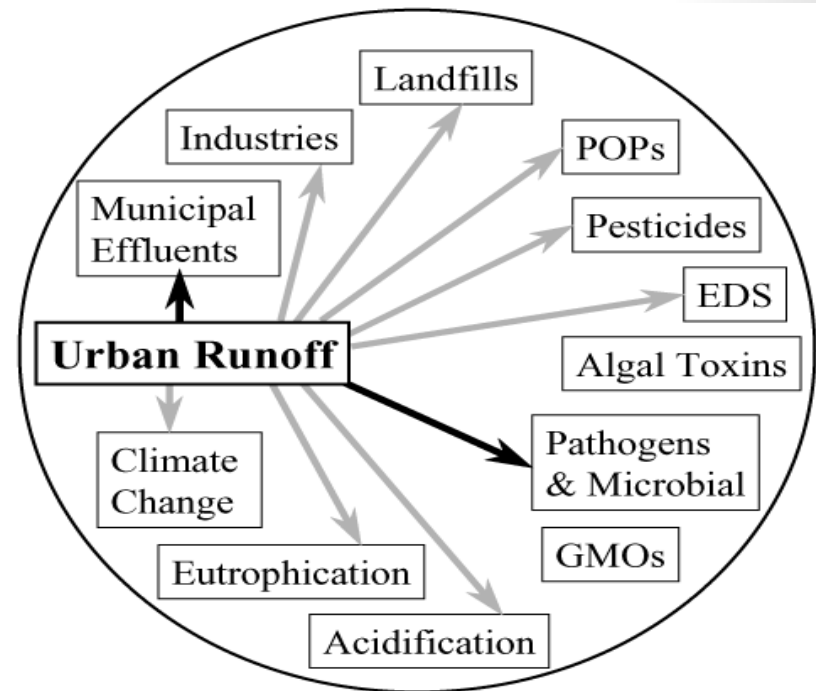 Landfills
Industries
POPs
Municipal
Effluents
Pesticides
EDS
Urban Runoff
Algal Toxins
Pathogens
& Microbial
Climate
Change
GMOs
Eutrophication
Acidification